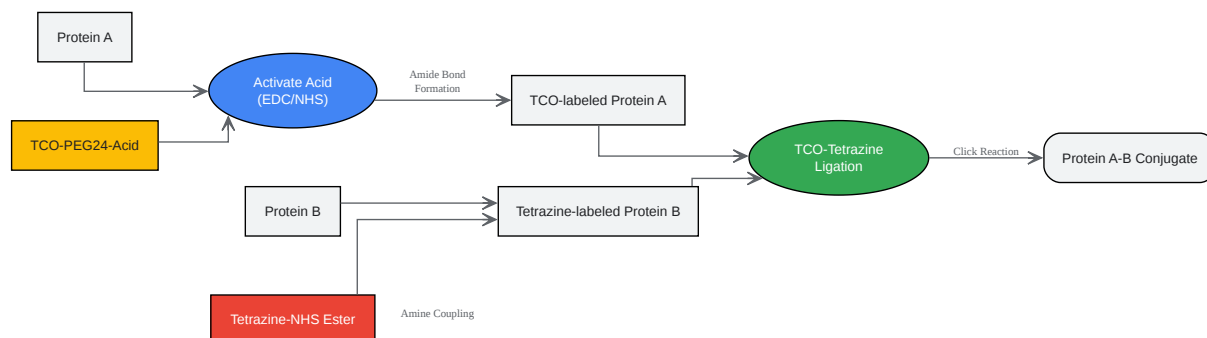 Protein A
TCO-PEG24-Acid
Activate Acid
(EDC/NHS)
Amide Bond
Formation
TCO-labeled Protein A
Protein B
Tetrazine-NHS Ester
Amine Coupling
Tetrazine-labeled Protein B
TCO-Tetrazine
Ligation
Click Reaction
Protein A-B Conjugate